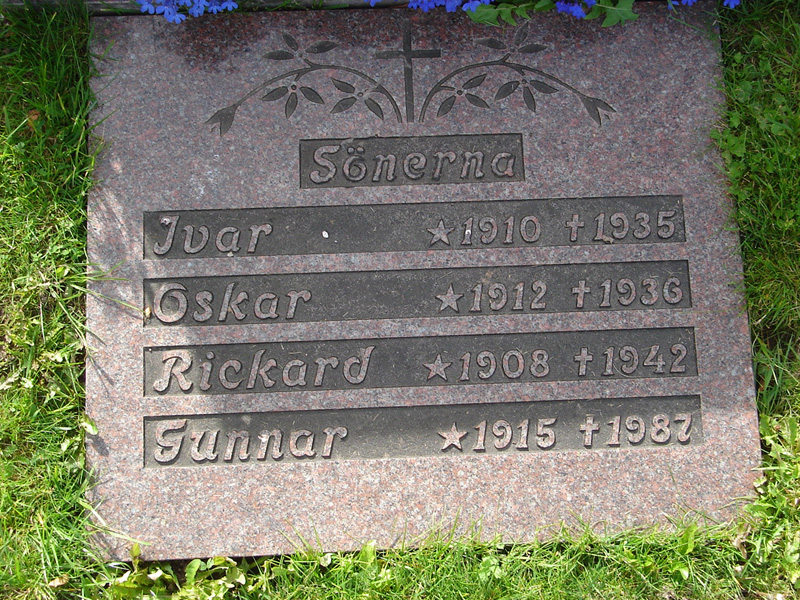 Sönerna
Ivar ★1910 ✝1935
Oskar ★1912 ✝1936
Rickard ★1908 ✝1942
Gunnar ★1915 ✝1987